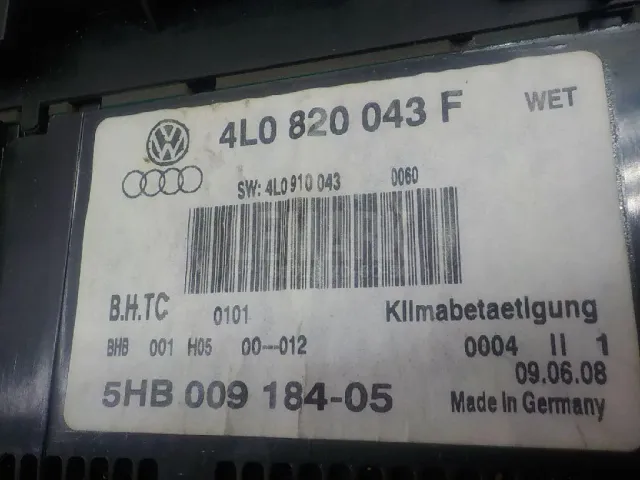 4L0 820 043 F WET
SW: 4L0 910 043 0060
B.H.TC 0101 Klimabetaetigung
BHB 001 H05 00-012 0004 II 1
09.06.08
5HB 009 184-05 Made in Germany